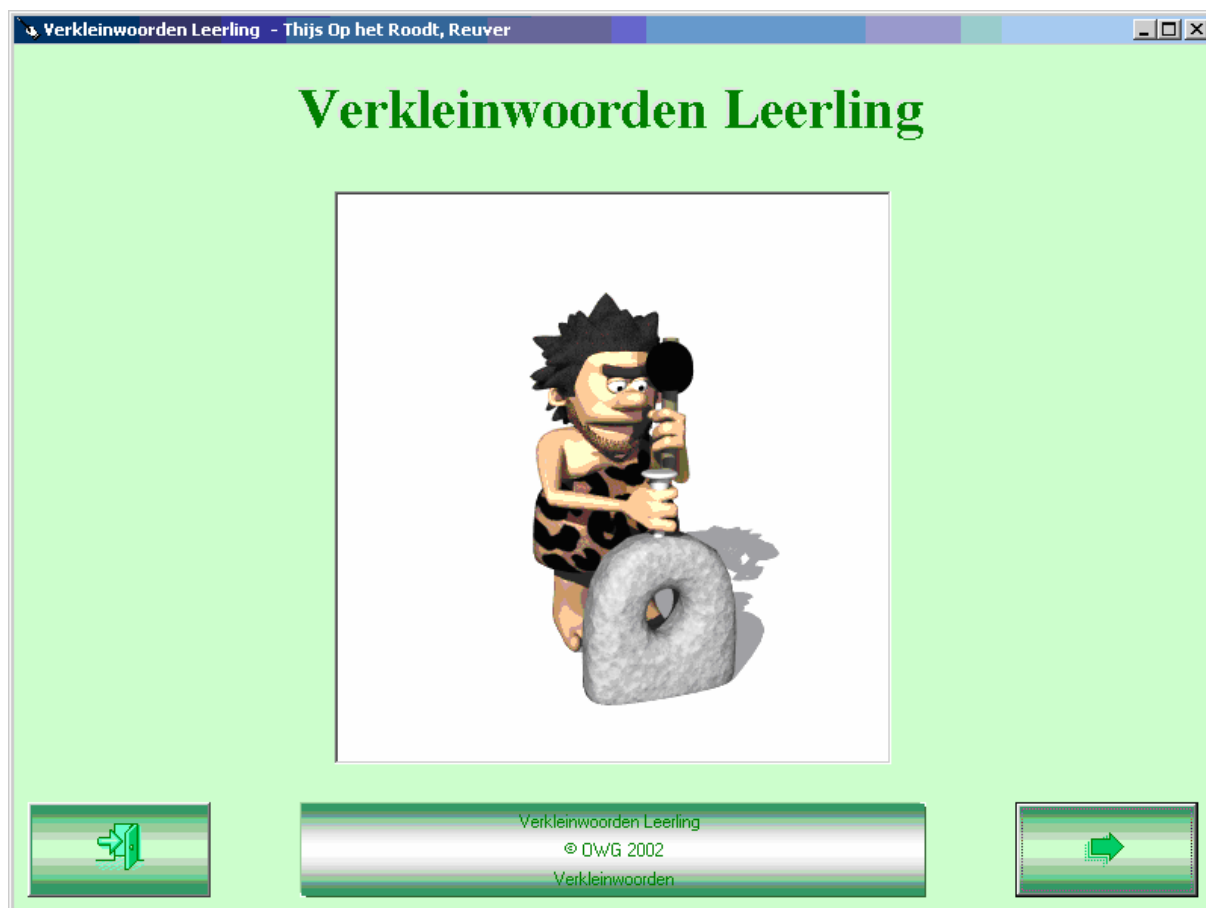 Verkleinwoorden Leerling - Thijs Op het Roodt, Reuver
Verkleinwoorden Leerling
Verkleinwoorden Leerling
© OWG 2002
Verkleinwoorden